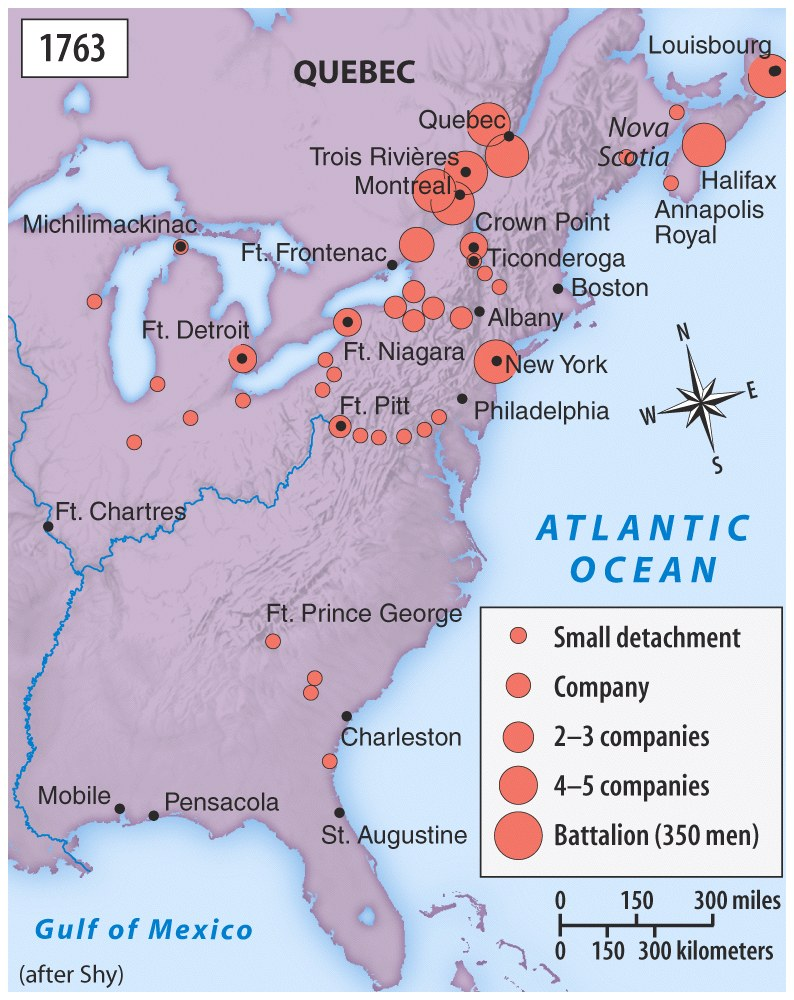 1763
Louisbourg
QUEBEC
Quebec
Nova
Scotia
Trois Rivières
Montreal
Halifax
Annapolis
Royal
Michilimackinac
Crown Point
Ft. Frontenac
Ticonderoga
Boston
Ft. Detroit
Albany
Ft. Niagara
New York
N
E
W
S
Ft. Pitt
Philadelphia
Ft. Chartres
ATLANTIC
OCEAN
Ft. Prince George
Small detachment
Company
2–3 companies
4–5 companies
Battalion (350 men)
Charleston
Mobile
Pensacola
St. Augustine
0 150 300 miles
0 150 300 kilometers
Gulf of Mexico
(after Shy)